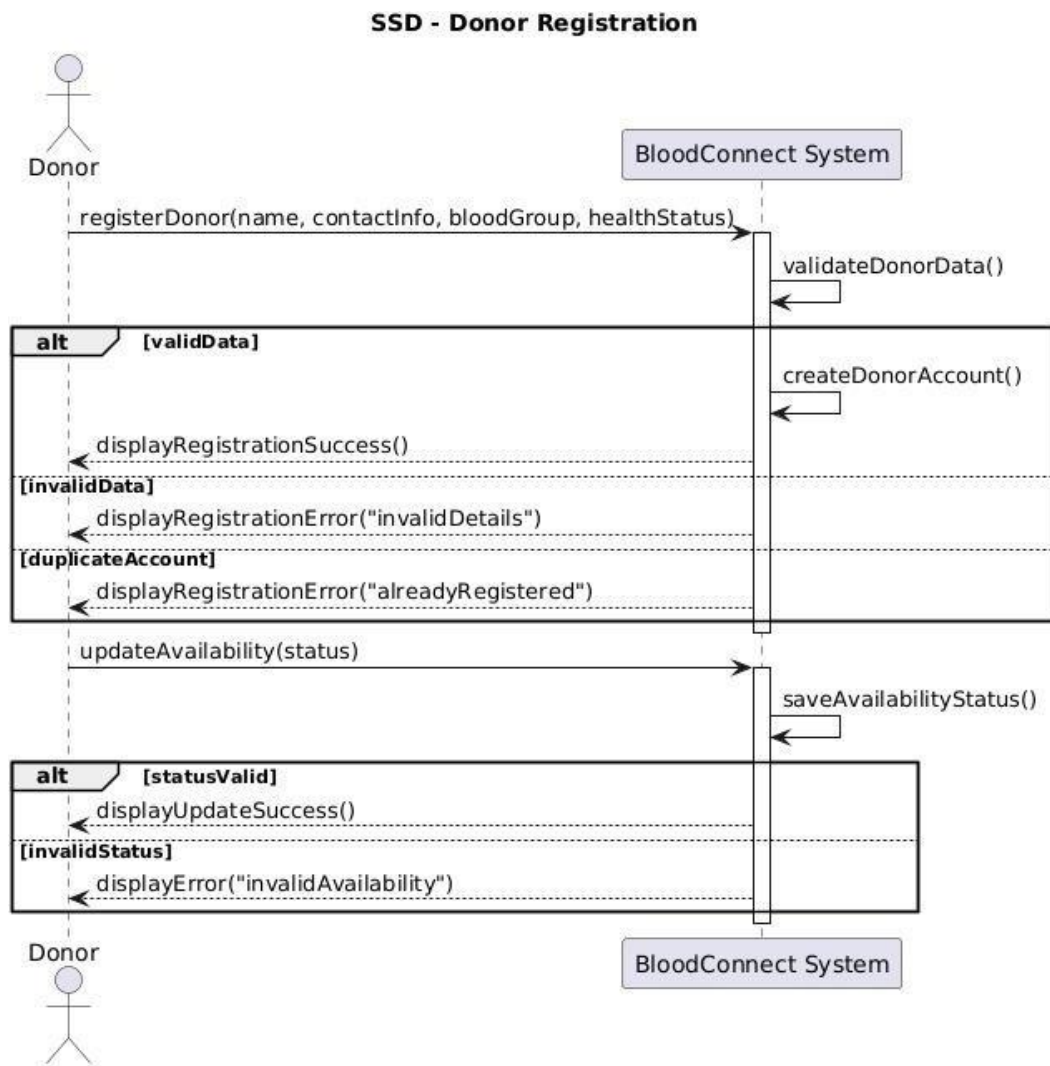 SSD - Donor Registration
Donor
BloodConnect System
registerDonor(name, contactInfo, bloodGroup, healthStatus)
validateDonorData()
alt [validData]
createDonorAccount()
displayRegistrationSuccess()
[invalidData]
displayRegistrationError("invalidDetails")
[duplicateAccount]
displayRegistrationError("alreadyRegistered")
updateAvailability(status)
saveAvailabilityStatus()
alt [statusValid]
displayUpdateSuccess()
[invalidStatus]
displayError("invalidAvailability")
Donor
BloodConnect System